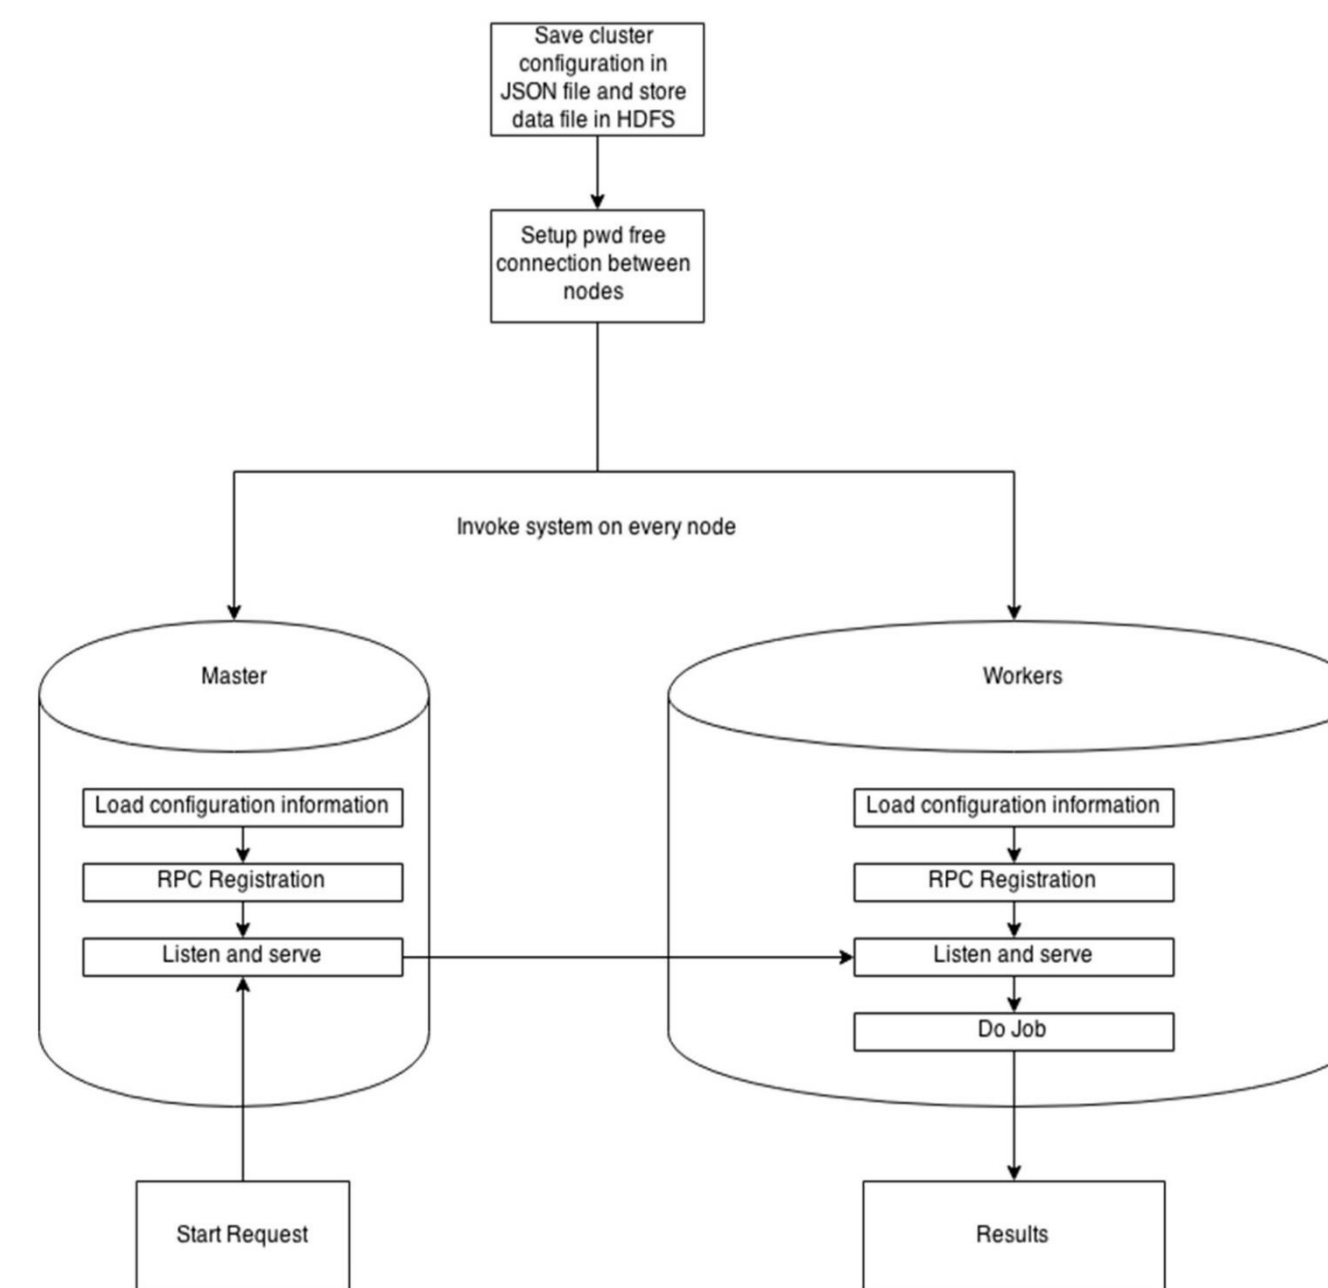 Save cluster
configuration in
JSON file and store
data file in HDFS
Setup pwd free
connection between
nodes
Invoke system on every node
Master
Load configuration information
RPC Registration
Listen and serve
Start Request
Workers
Load configuration information
RPC Registration
Listen and serve
Do Job
Results